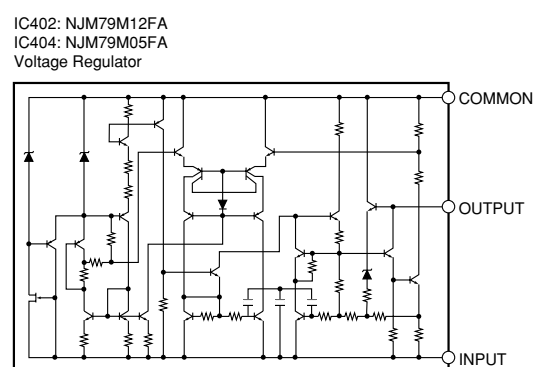 IC402: NJM79M12FA
IC404: NJM79M05FA
Voltage Regulator
COMMON
OUTPUT
INPUT